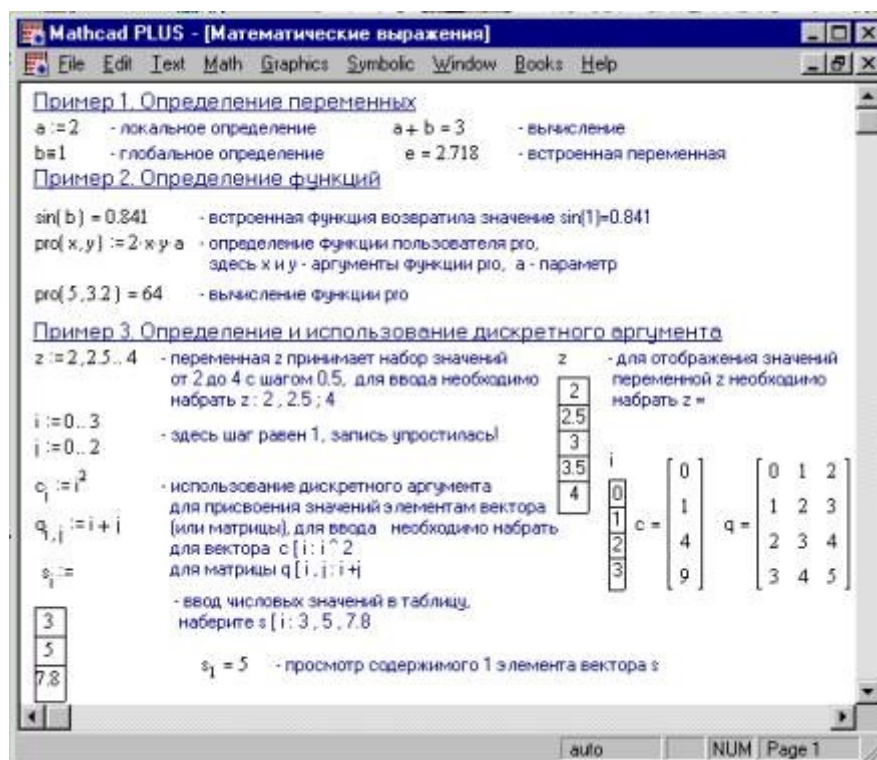 Mathcad PLUS - [Математические выражения]
File Edit Text Math Graphics Symbolic Window Books Help
Пример 1. Определение переменных
a := 2 - локальное определение a + b = 3 - вычисление
b ≡ 1 - глобальное определение e = 2.718 - встроенная переменная
Пример 2. Определение функций
sin( b ) = 0.841 - встроенная функция возвратила значение sin(1)=0.841
pro( x , y ) := 2·x·y·a - определение функции пользователя pro,
здесь x и y - аргументы функции pro, a - параметр
pro( 5 , 3.2 ) = 64 - вычисление функции pro
Пример 3. Определение и использование дискретного аргумента
z := 2 , 2.5 .. 4 - переменная z принимает набор значений
от 2 до 4 с шагом 0.5, для ввода необходимо
набрать z : 2 , 2.5 ; 4
z - для отображения значений
переменной z необходимо
набрать z =
2
2.5
3
3.5
4
i := 0 .. 3
j := 0 .. 2
- здесь шаг равен 1, запись упростилась!
c i := i 2
q i , j := i + j
s i :=
- использование дискретного аргумента
для присвоения значений элементам вектора
(или матрицы), для ввода необходимо набрать
для вектора c [ i : i ^ 2
для матрицы q [ i , j : i +j
i
0
1
2
3
c =
0
1
4
9
q =
0 1 2
1 2 3
2 3 4
3 4 5
- ввод числовых значений в таблицу,
наберите s [ i : 3 , 5 , 7.8
3
5
7.8
s 1 = 5 - просмотр содержимого 1 элемента вектора s
auto NUM Page 1